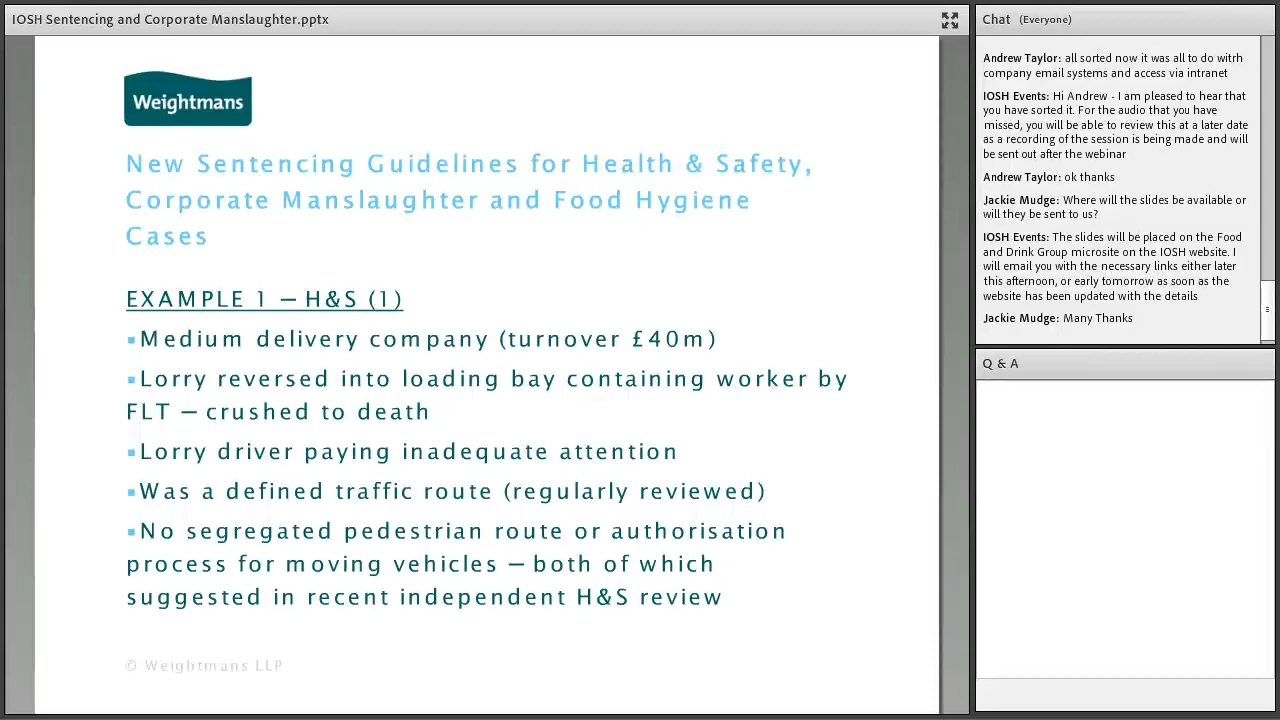 IOSH Sentencing and Corporate Manslaughter.pptx
Weightmans
New Sentencing Guidelines for Health & Safety,
Corporate Manslaughter and Food Hygiene
Cases
EXAMPLE 1 – H&S (1)
▪Medium delivery company (turnover £40m)
▪Lorry reversed into loading bay containing worker by
FLT – crushed to death
▪Lorry driver paying inadequate attention
▪Was a defined traffic route (regularly reviewed)
▪No segregated pedestrian route or authorisation
process for moving vehicles – both of which
suggested in recent independent H&S review
© Weightmans LLP
Chat (Everyone)
Andrew Taylor: all sorted now it was all to do witrh
company email systems and access via intranet
IOSH Events: Hi Andrew - I am pleased to hear that
you have sorted it. For the audio that you have
missed, you will be able to review this at a later date
as a recording of the session is being made and will
be sent out after the webinar
Andrew Taylor: ok thanks
Jackie Mudge: Where will the slides be available or
will they be sent to us?
IOSH Events: The slides will be placed on the Food
and Drink Group microsite on the IOSH website. I
will email you with the necessary links either later
this afternoon, or early tomorrow as soon as the
website has been updated with the details
Jackie Mudge: Many Thanks
Q & A